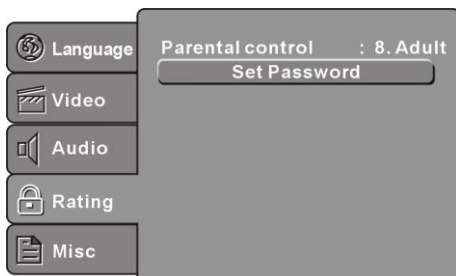 Language
Video
Audio
Rating
Misc
Parental control : 8. Adult
Set Password